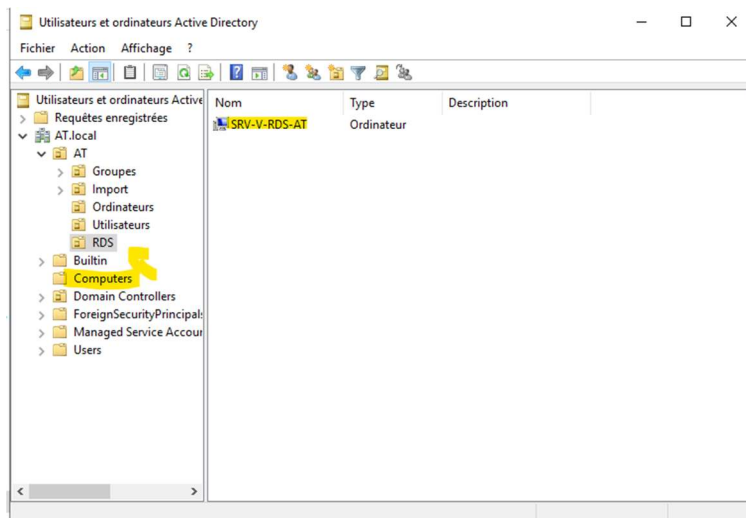 Utilisateurs et ordinateurs Active Directory
Fichier Action Affichage ?
Utilisateurs et ordinateurs Active
Requêtes enregistrées
AT.local
AT
Groupes
Import
Ordinateurs
Utilisateurs
RDS
Builtin
Computers
Domain Controllers
ForeignSecurityPrincipals
Managed Service Accour
Users
Nom Type Description
SRV-V-RDS-AT Ordinateur